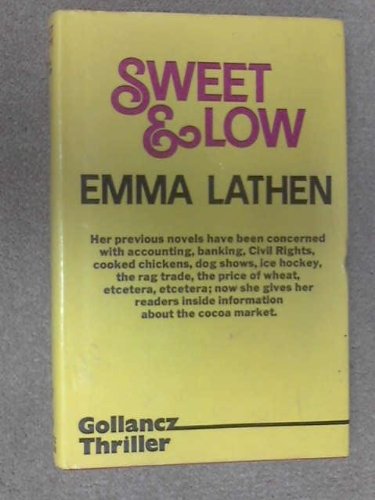 SWEET
& LOW
EMMA LATHEN
Her previous novels have been concerned
with accounting, banking, Civil Rights,
cooked chickens, dog shows, ice hockey,
the rag trade, the price of wheat,
etcetera, etcetera; now she gives her
readers inside information
about the cocoa market.
Gollancz
Thriller